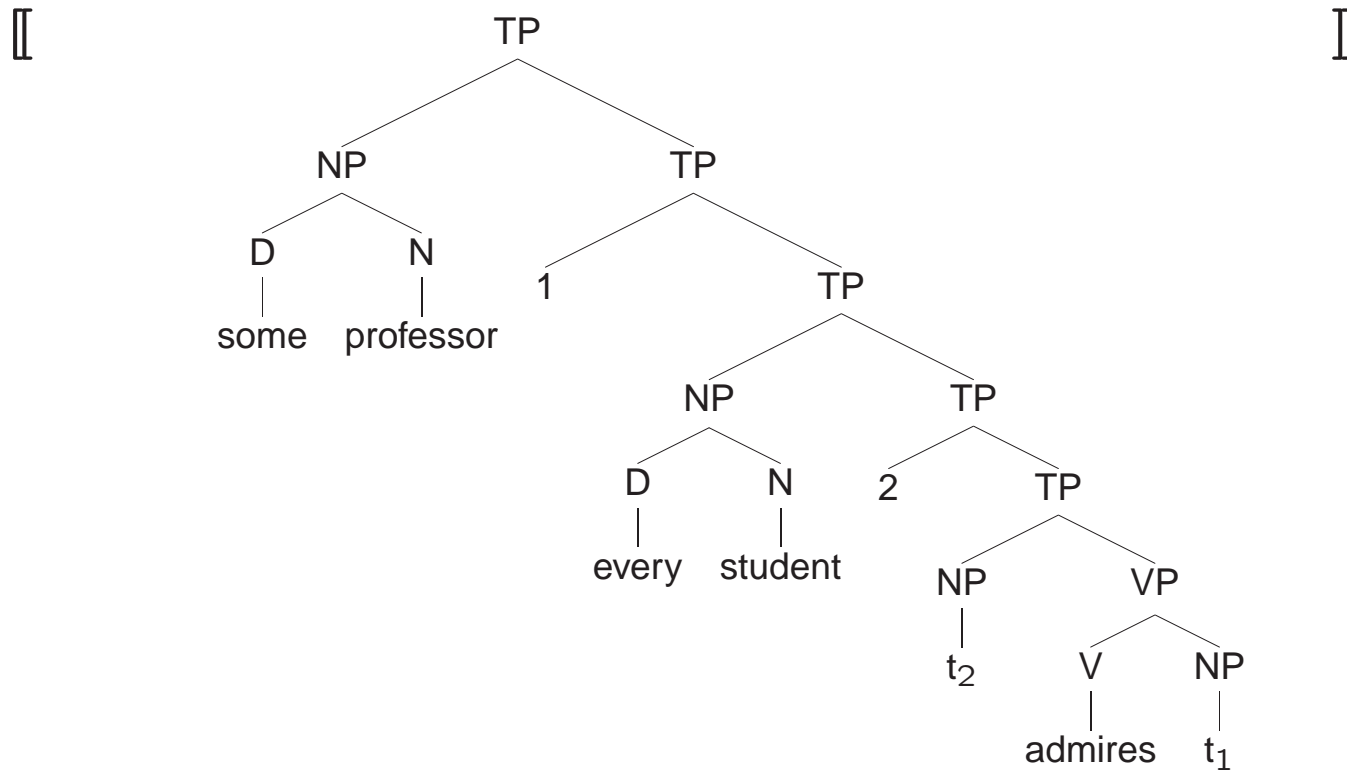 ⟦ TP ⟧
NP TP
D N
1 TP
some professor
NP TP
D N 2 TP
every student NP VP
t₂ V NP
admires t₁